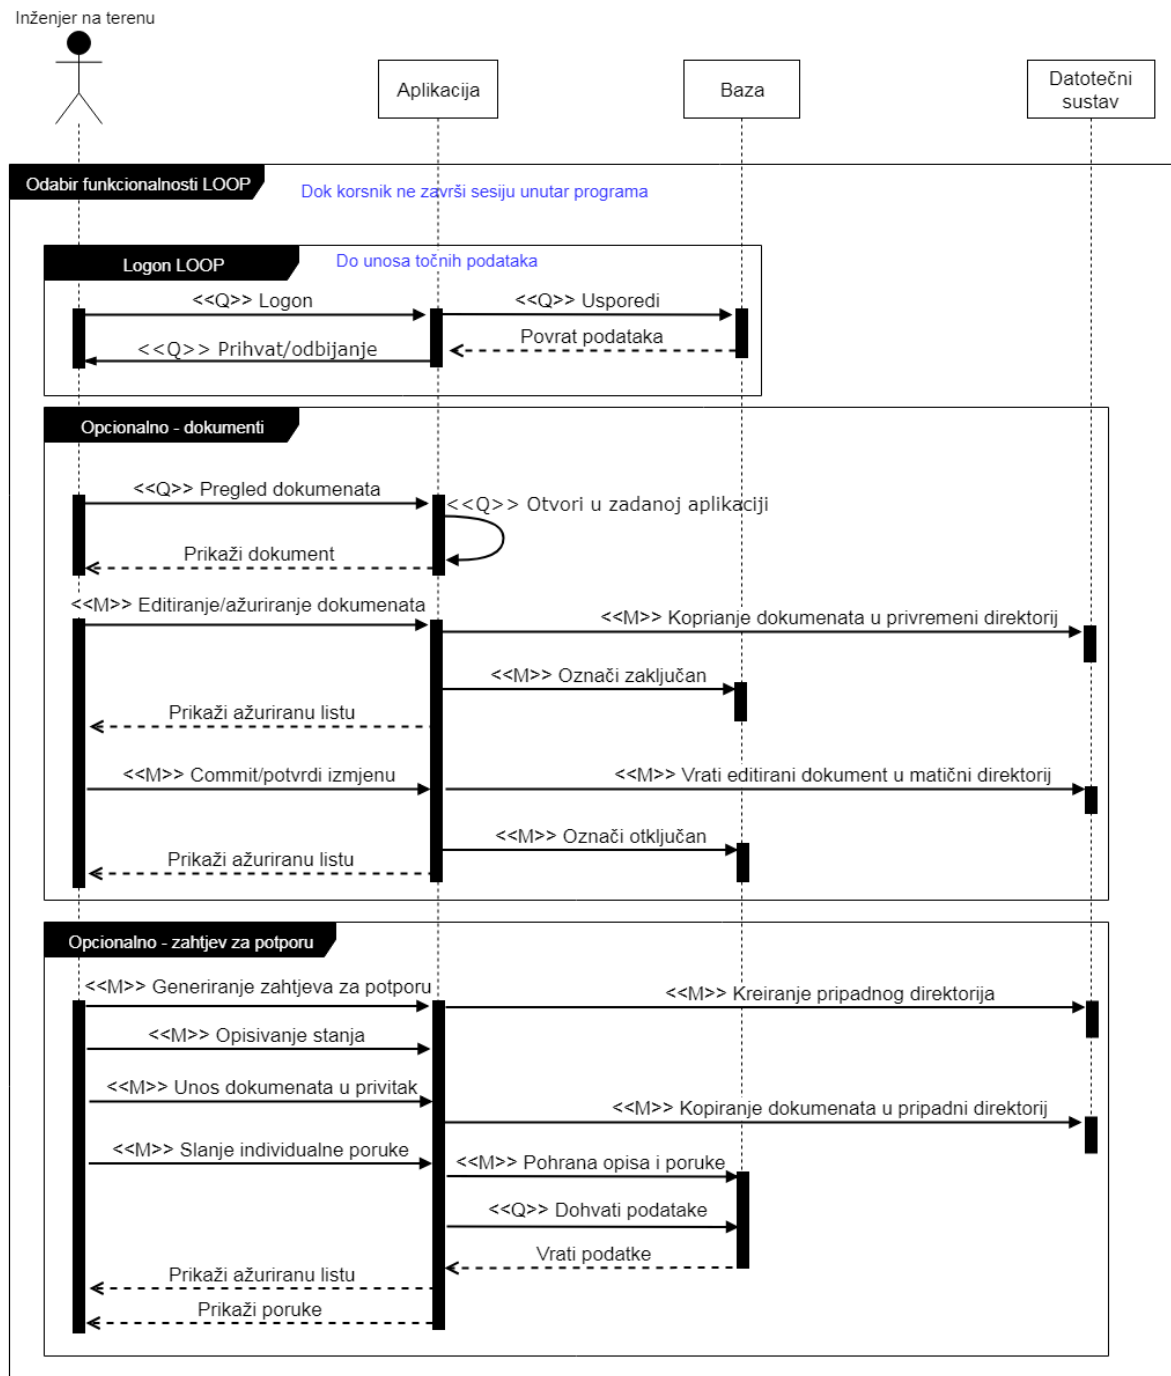 Inženjer na terenu
Aplikacija
Baza
Datotečni
sustav
Odabir funkcionalnosti LOOP
Dok korsnik ne završi sesiju unutar programa
Logon LOOP
Do unosa točnih podataka
<<Q>> Logon
<<Q>> Usporedi
Povrat podataka
<<Q>> Prihvat/odbijanje
Opcionalno - dokumenti
<<Q>> Pregled dokumenata
<<Q>> Otvori u zadanoj aplikaciji
Prikaži dokument
<<M>> Editiranje/ažuriranje dokumenata
<<M>> Koprianje dokumenata u privremeni direktorij
<<M>> Označi zaključan
Prikaži ažuriranu listu
<<M>> Commit/potvrdi izmjenu
<<M>> Vrati editirani dokument u matični direktorij
<<M>> Označi otključan
Prikaži ažuriranu listu
Opcionalno - zahtjev za potporu
<<M>> Generiranje zahtjeva za potporu
<<M>> Kreiranje pripadnog direktorija
<<M>> Opisivanje stanja
<<M>> Unos dokumenata u privitak
<<M>> Kopiranje dokumenata u pripadni direktorij
<<M>> Slanje individualne poruke
<<M>> Pohrana opisa i poruke
<<Q>> Dohvati podatake
Vrati podatke
Prikaži ažuriranu listu
Prikaži poruke